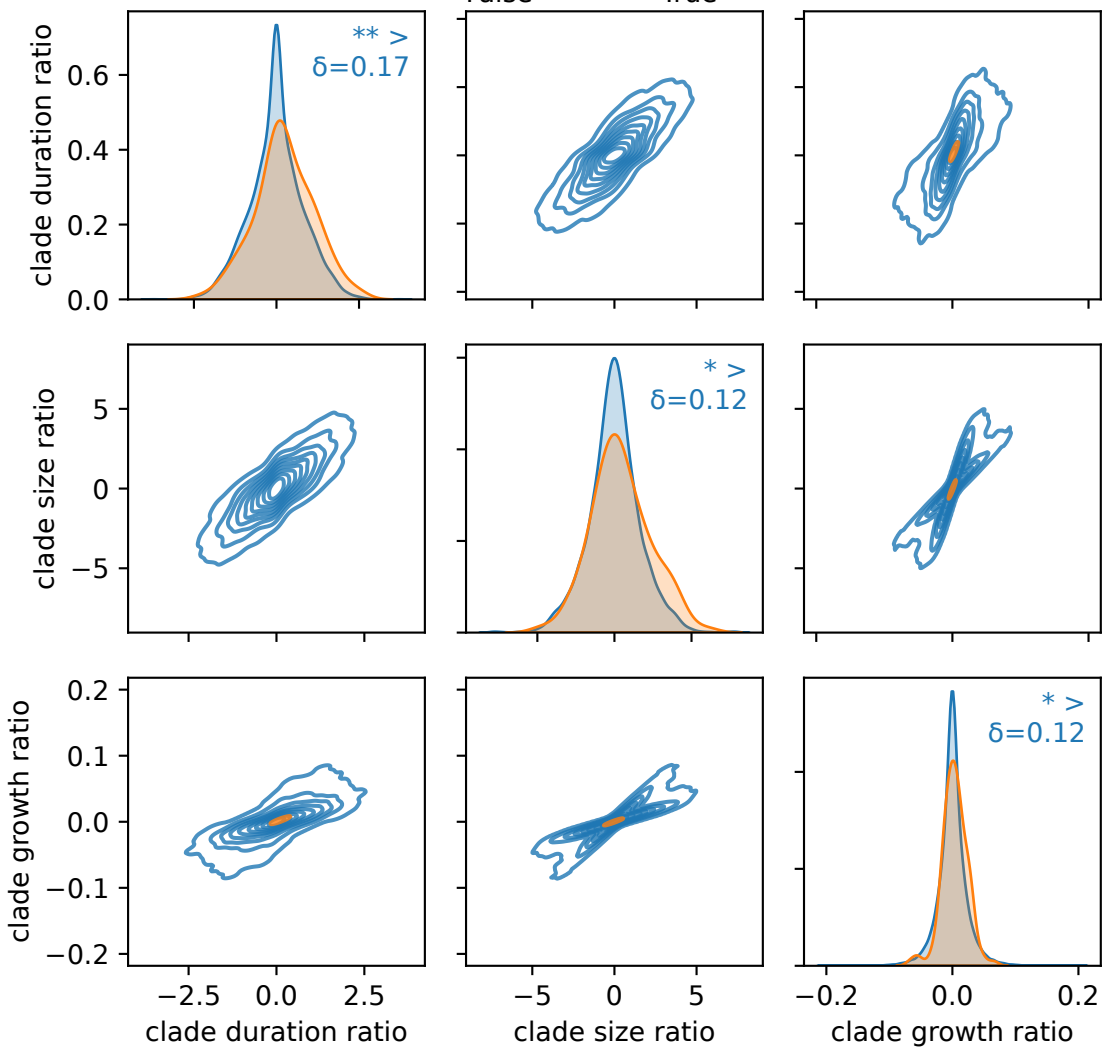 clade duration ratio
0.6
0.4
0.2
0.0
** >
δ=0.17
clade size ratio
5
0
−5
* >
δ=0.12
clade growth ratio
0.2
0.1
0.0
−0.1
−0.2
* >
δ=0.12
−2.5 0.0 2.5
−5 0 5
−0.2 0.0 0.2
clade duration ratio
clade size ratio
clade growth ratio